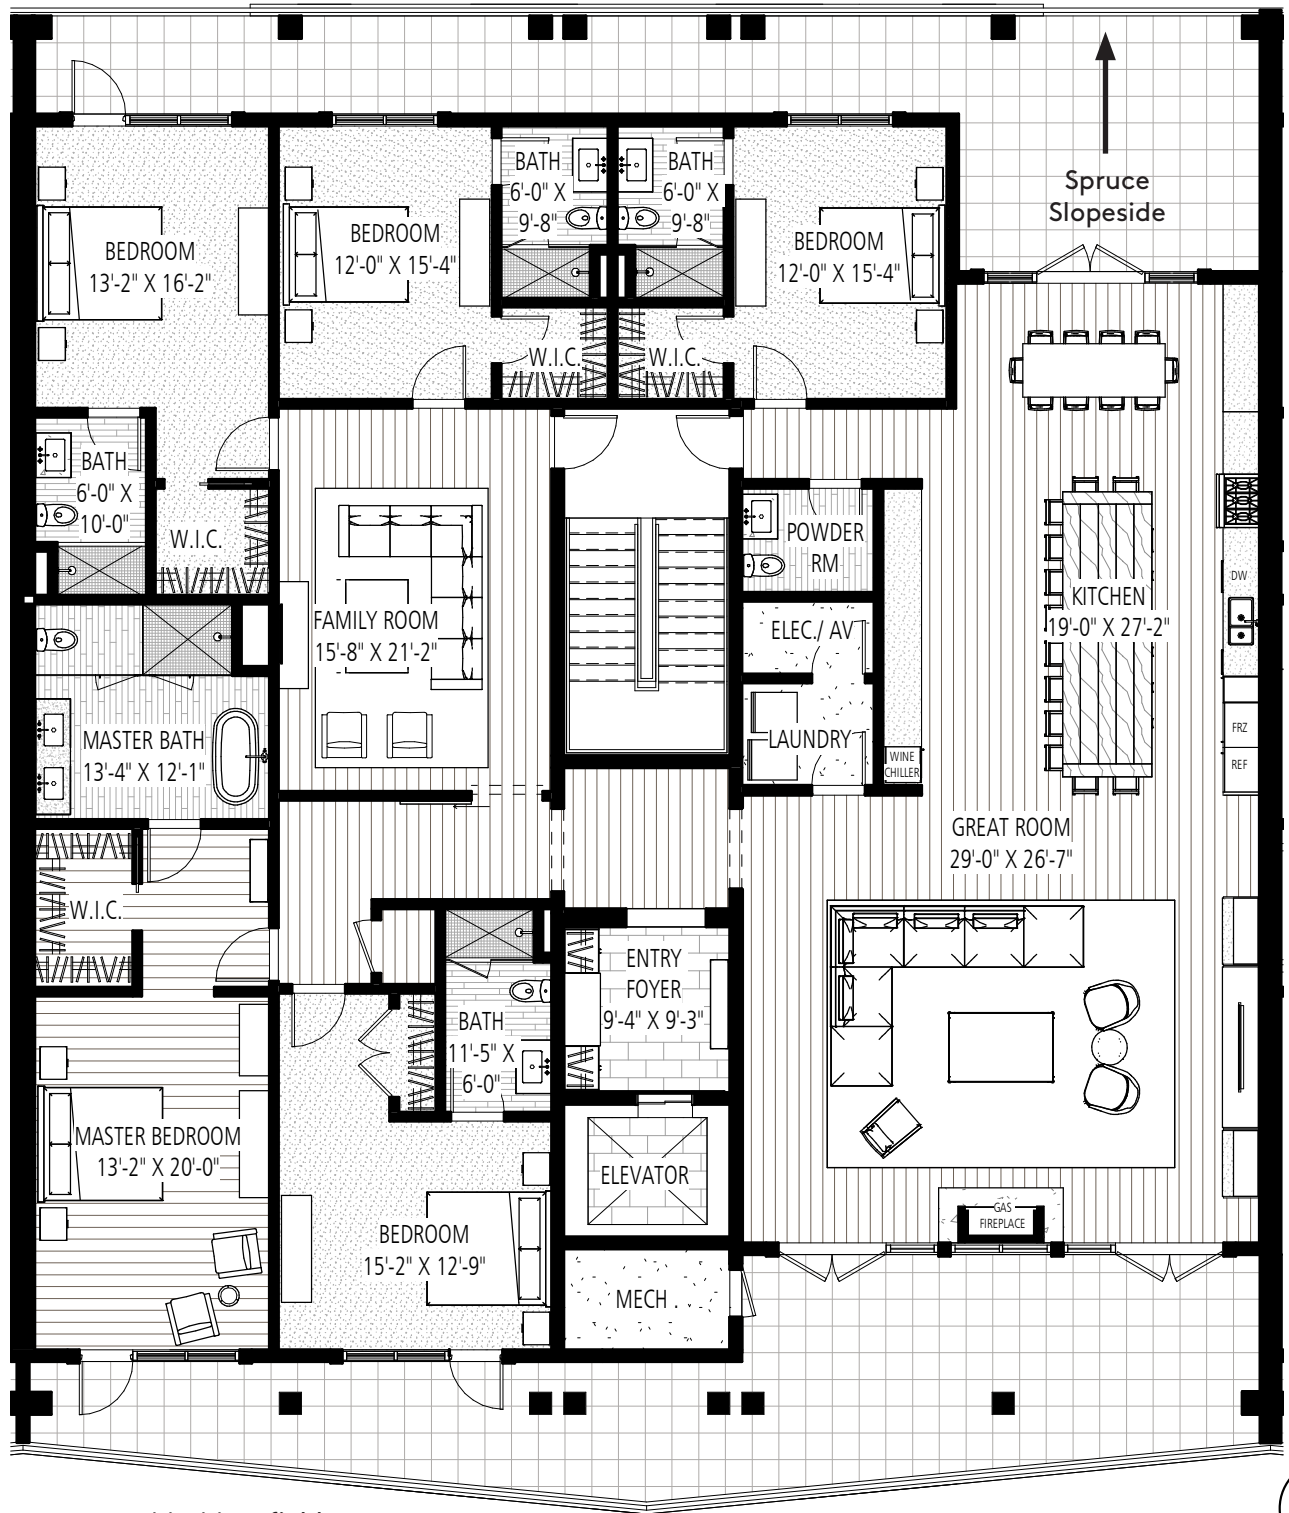 Spruce
Slopeside
BEDROOM
13'-2" X 16'-2"
BEDROOM
12'-0" X 15'-4"
BATH
6'-0" X
9'-8"
BATH
6'-0" X
9'-8"
BEDROOM
12'-0" X 15'-4"
W.I.C.
W.I.C.
BATH
6'-0" X
10'-0"
W.I.C.
FAMILY ROOM
15'-8" X 21'-2"
POWDER
RM
ELEC./ AV
LAUNDRY
WINE
CHILLER
KITCHEN
19'-0" X 27'-2"
DW
FRZ
REF
MASTER BATH
13'-4" X 12'-1"
GREAT ROOM
29'-0" X 26'-7"
W.I.C.
ENTRY
FOYER
9'-4" X 9'-3"
BATH
11'-5" X
6'-0"
MASTER BEDROOM
13'-2" X 20'-0"
ELEVATOR
BEDROOM
15'-2" X 12'-9"
MECH .
GAS
FIREPLACE